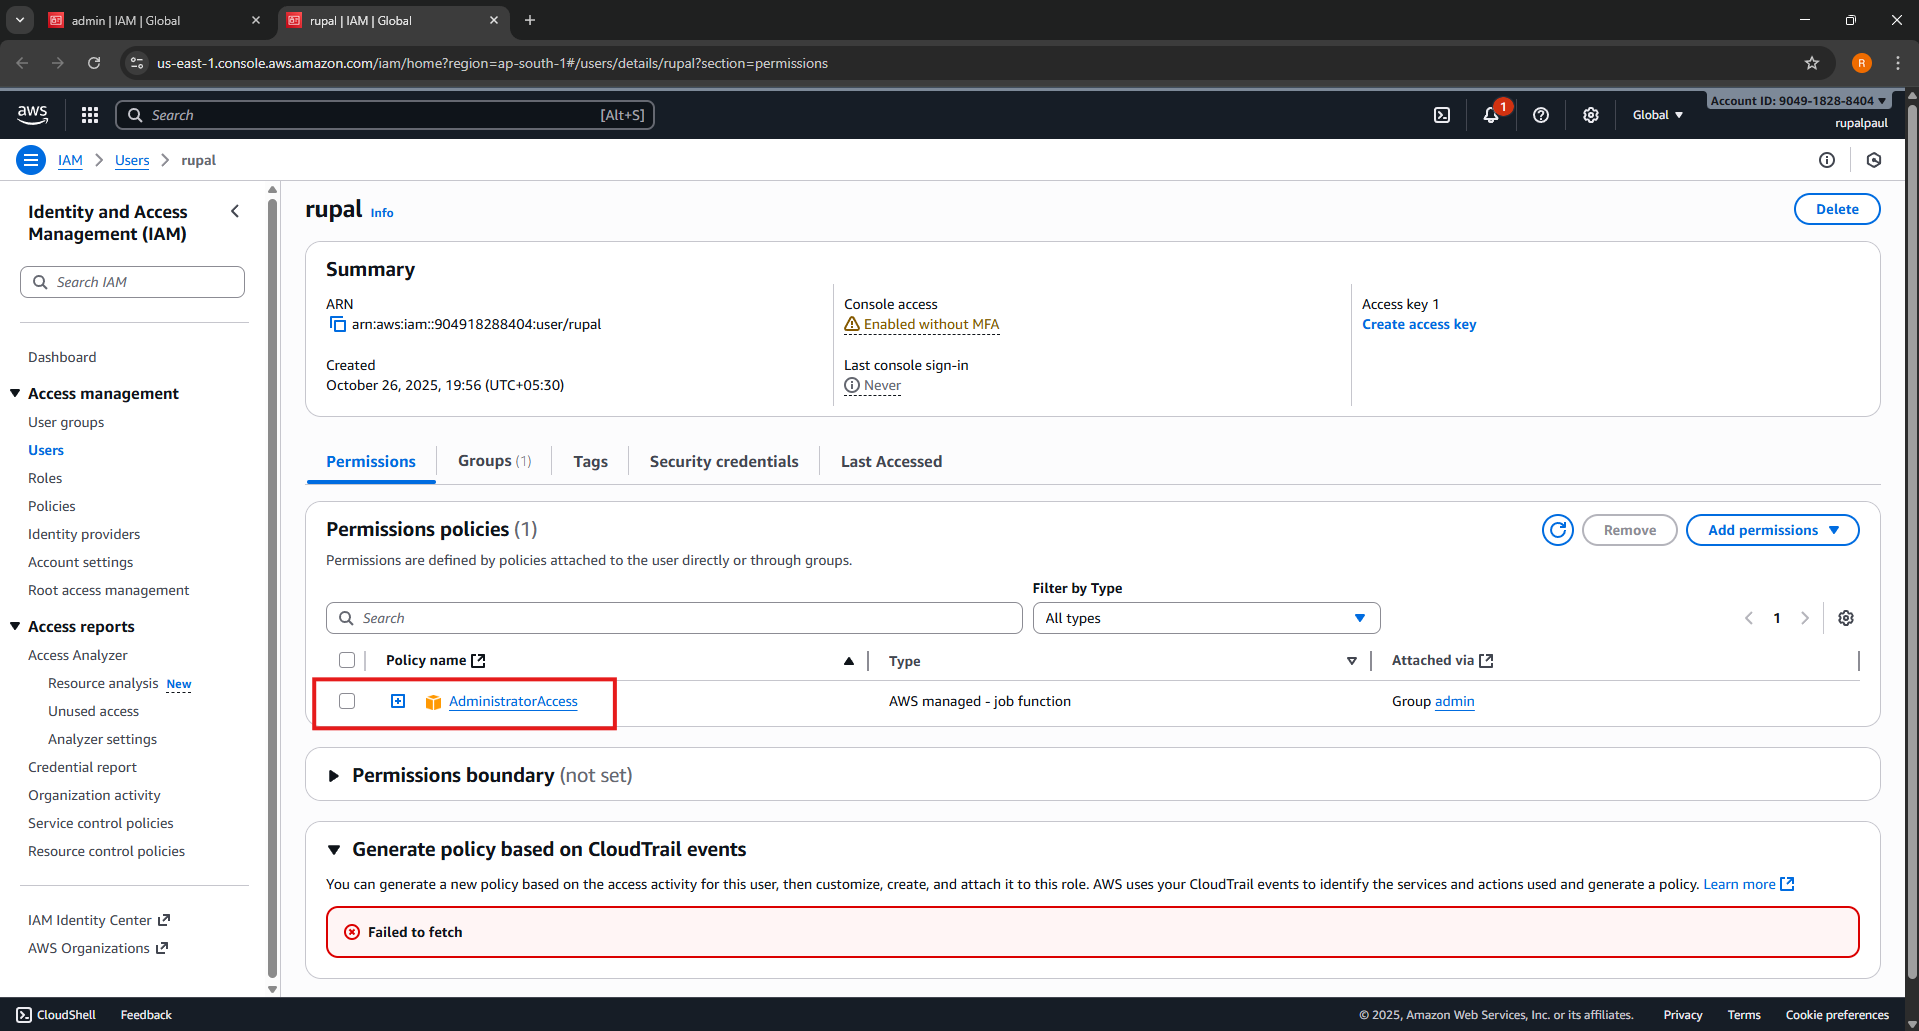 admin | IAM | Global
rupal | IAM | Global
us-east-1.console.aws.amazon.com/iam/home?region=ap-south-1#/users/details/rupal?section=permissions
R
aws
Search
[Alt+S]
1
Global
Account ID: 9049-1828-8404
rupalpaul
IAM
Users
rupal
Identity and Access
Management (IAM)
Search IAM
Dashboard
Access management
User groups
Users
Roles
Policies
Identity providers
Account settings
Root access management
Access reports
Access Analyzer
Resource analysis New
Unused access
Analyzer settings
Credential report
Organization activity
Service control policies
Resource control policies
IAM Identity Center
AWS Organizations
rupal Info
Delete
Summary
ARN
arn:aws:iam::904918288404:user/rupal
Created
October 26, 2025, 19:56 (UTC+05:30)
Console access
Enabled without MFA
Last console sign-in
Never
Access key 1
Create access key
Permissions
Groups (1)
Tags
Security credentials
Last Accessed
Permissions policies (1)
Remove
Add permissions
Permissions are defined by policies attached to the user directly or through groups.
Filter by Type
Search
All types
1
Policy name
Type
Attached via
AdministratorAccess
AWS managed - job function
Group admin
Permissions boundary (not set)
Generate policy based on CloudTrail events
You can generate a new policy based on the access activity for this user, then customize, create, and attach it to this role. AWS uses your CloudTrail events to identify the services and actions used and generate a policy. Learn more
Failed to fetch
CloudShell
Feedback
© 2025, Amazon Web Services, Inc. or its affiliates.
Privacy
Terms
Cookie preferences